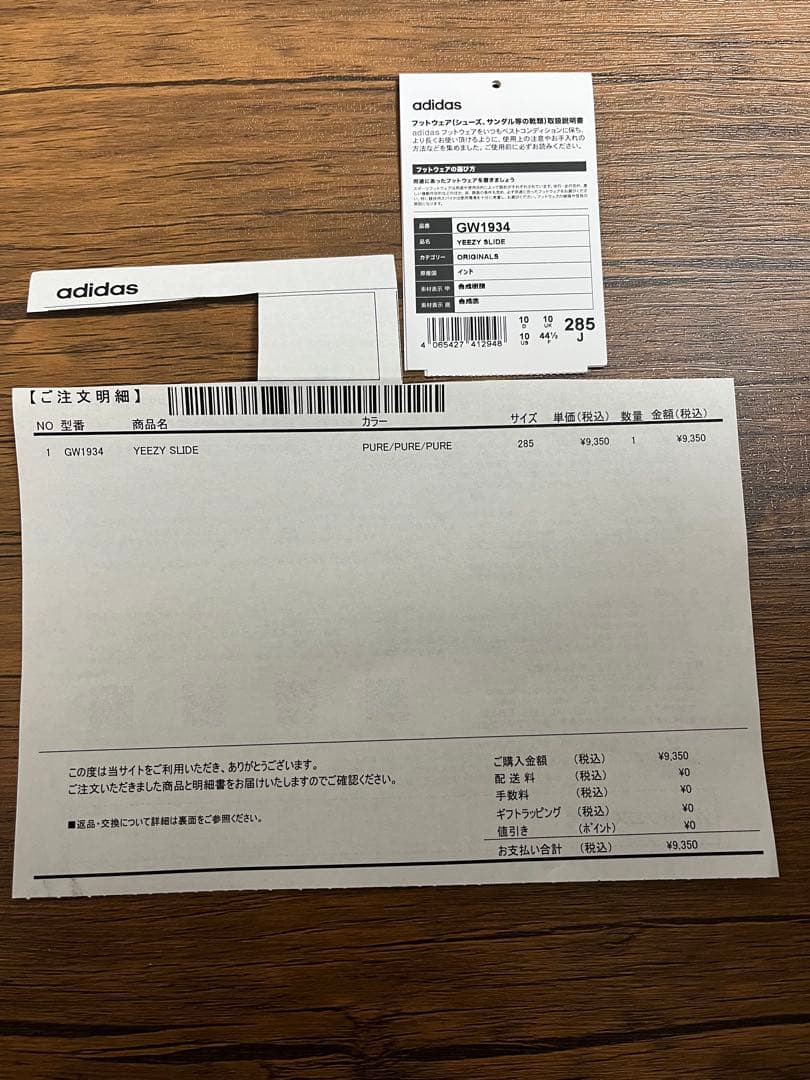 adidas
フットウェア(シューズ、サンダル等の靴類)取扱説明書
adidas フットウェアをいつもベストコンディションに保ち、
より長くお使い頂けるように、使用上の注意やお手入れの
方法などを集めました。ご使用前に必ずお読みください。
フットウェアの選び方
用途にあったフットウェアを履きましょう
品番 GW1934
品名 YEEZY SLIDE
カテゴリー ORIGINALS
原産国 インド
素材表示 甲 合成樹脂
素材表示 底 合成底
4 065427 412948
10 D 10 UK 285
10 US 44½ F J
adidas
【ご注文明細】
NO 型番 商品名 カラー サイズ 単価(税込) 数量 金額(税込)
1 GW1934 YEEZY SLIDE PURE/PURE/PURE 285 ¥9,350 1 ¥9,350
この度は当サイトをご利用いただき、ありがとうございます。
ご注文いただきました商品と明細書をお届けいたしますのでご確認ください。
■返品・交換について詳細は裏面をご参照ください。
ご購入金額 (税込) ¥9,350
配送料 (税込) ¥0
手数料 (税込) ¥0
ギフトラッピング (税込) ¥0
値引き (ポイント) ¥0
お支払い合計 (税込) ¥9,350